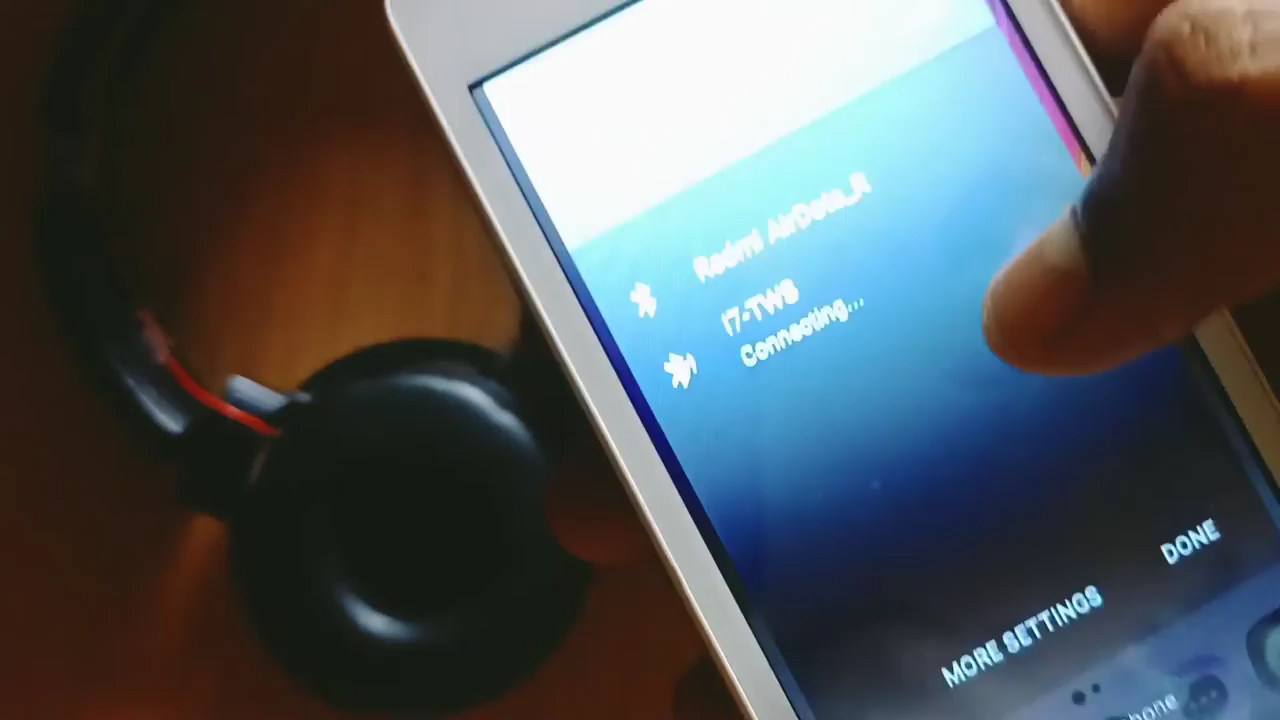 Redmi AirDots_R
i7-TWS
Connecting...
DONE
MORE SETTINGS